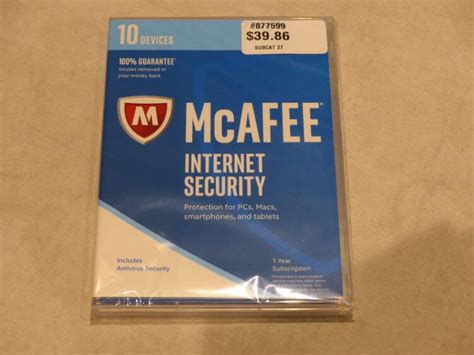 10 DEVICES
#877599
$39.86
SUBCAT 27
100% GUARANTEE*
Viruses removed or
your money back
M
McAFEE®
INTERNET
SECURITY
Protection for PCs, Macs,
smartphones, and tablets
Includes
Antivirus Security
1 Year
Subscription